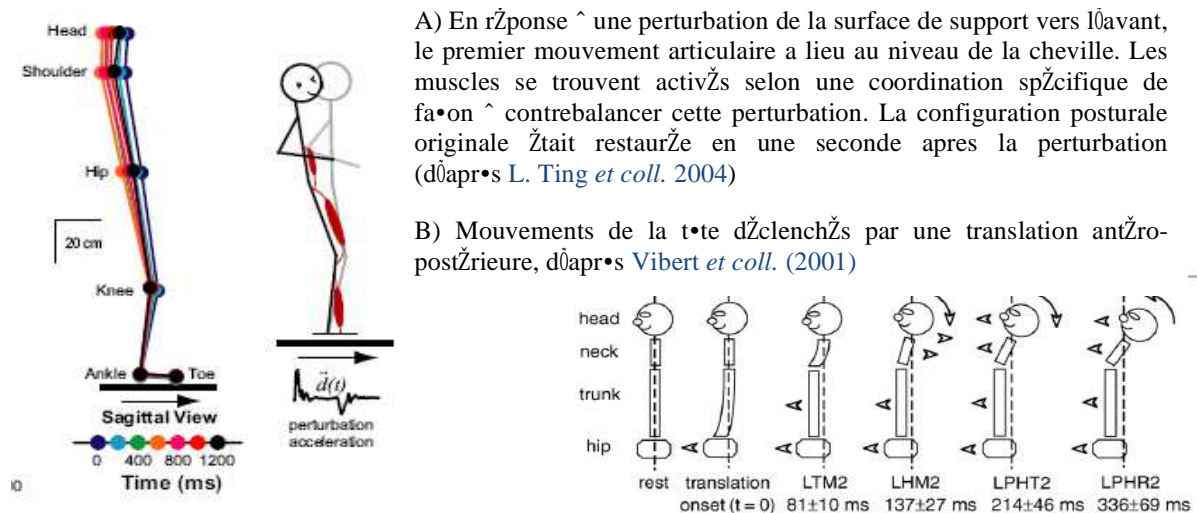 A) En rŽponse ˆ une perturbation de la surface de support vers lÕavant,
le premier mouvement articulaire a lieu au niveau de la cheville. Les
muscles se trouvent activŽs selon une coordination spŽcifique de
fa•on ˆ contrebalancer cette perturbation. La configuration posturale
originale Žtait restaurŽe en une seconde apres la perturbation
(dÕapr•s L. Ting et coll. 2004)
B) Mouvements de la t•te dŽclenchŽs par une translation antŽro-
postŽrieure, dÕapr•s Vibert et coll. (2001)
Head
Shoulder
Hip
20 cm
Knee
Ankle Toe
Sagittal View
0 400 800 1200
Time (ms)
d̈(t)
perturbation
acceleration
head
neck
trunk
hip
rest translation LTM2 LHM2 LPHT2 LPHR2
onset (t = 0) 81±10 ms 137±27 ms 214±46 ms 336±69 ms